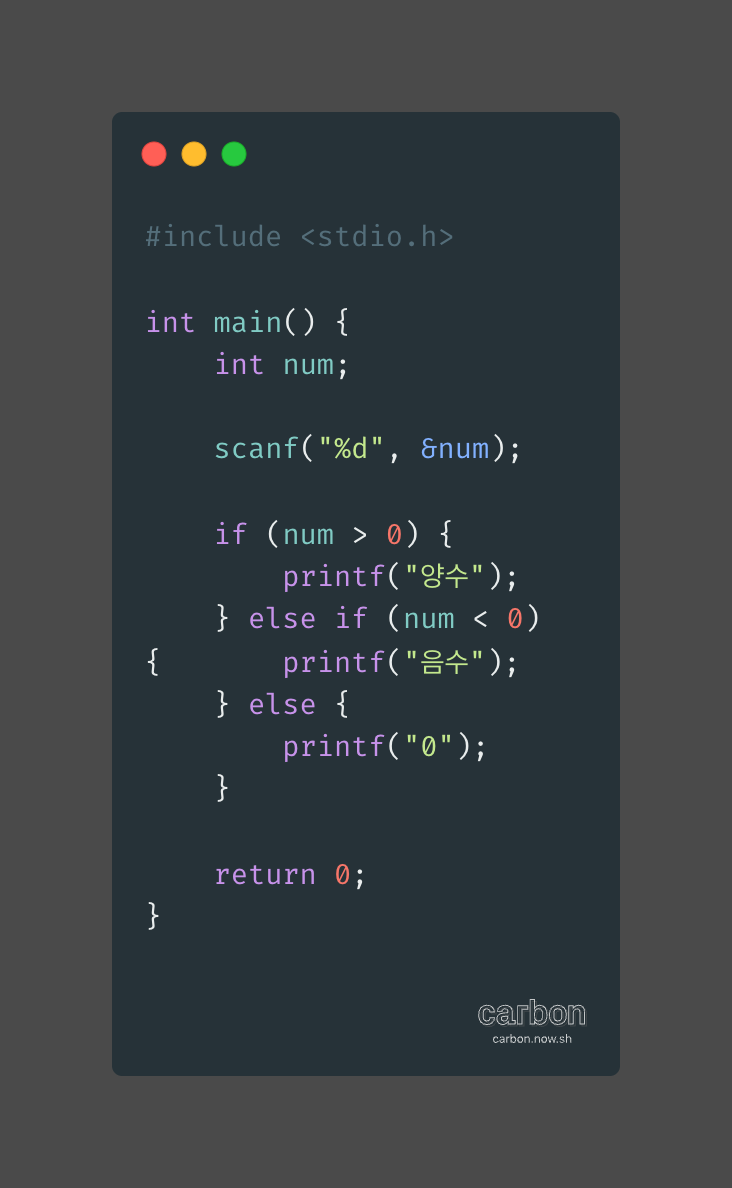 #include <stdio.h>

int main() {
    int num;

    scanf("%d", &num);

    if (num > 0) {
        printf("양수");
    } else if (num < 0)
{       printf("음수");
    } else {
        printf("0");
    }

    return 0;
}
carbon
carbon.now.sh